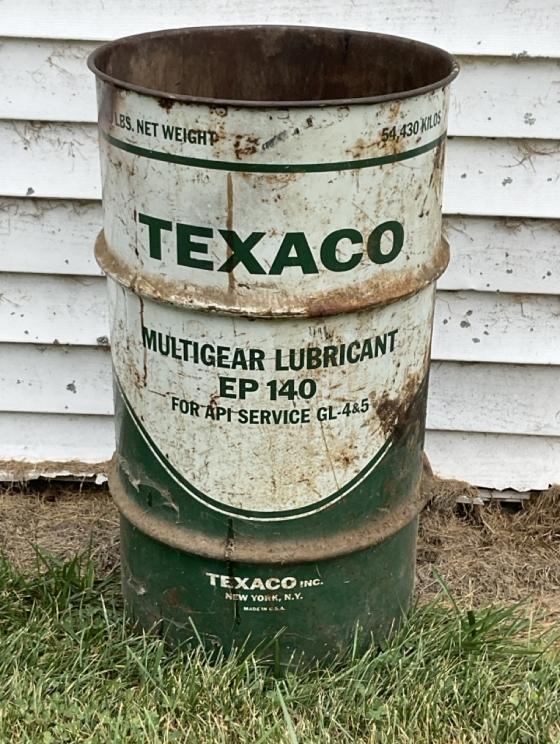 LBS. NET WEIGHT 54,430 KILOS
TEXACO
MULTIGEAR LUBRICANT
EP 140
FOR API SERVICE GL-4&5
TEXACO INC.
NEW YORK, N.Y.
MADE IN U.S.A.